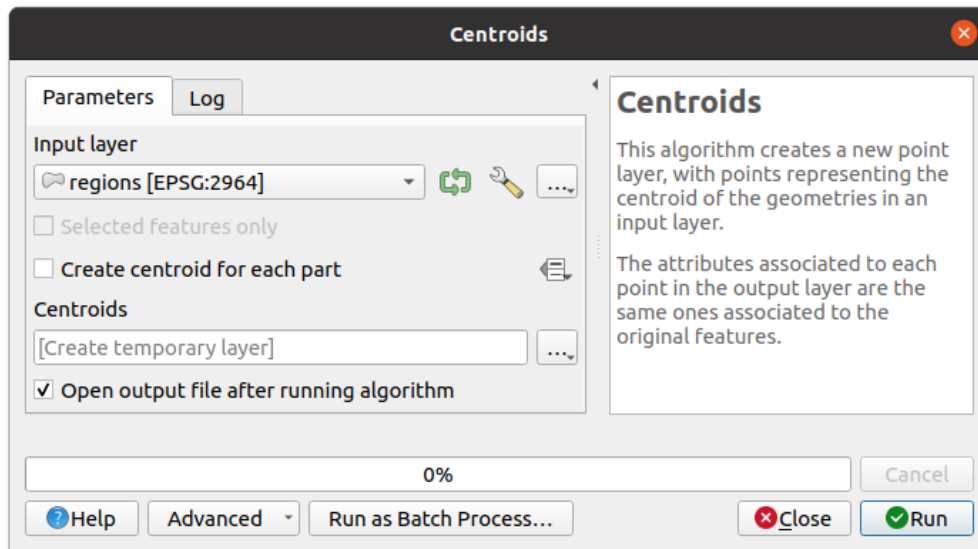 Centroids
Parameters
Log
Input layer
regions [EPSG:2964]
...
Selected features only
Create centroid for each part
Centroids
[Create temporary layer]
...
Open output file after running algorithm
Centroids
This algorithm creates a new point
layer, with points representing the
centroid of the geometries in an
input layer.
The attributes associated to each
point in the output layer are the
same ones associated to the
original features.
0%
Cancel
Help
Advanced
Run as Batch Process...
Close
Run